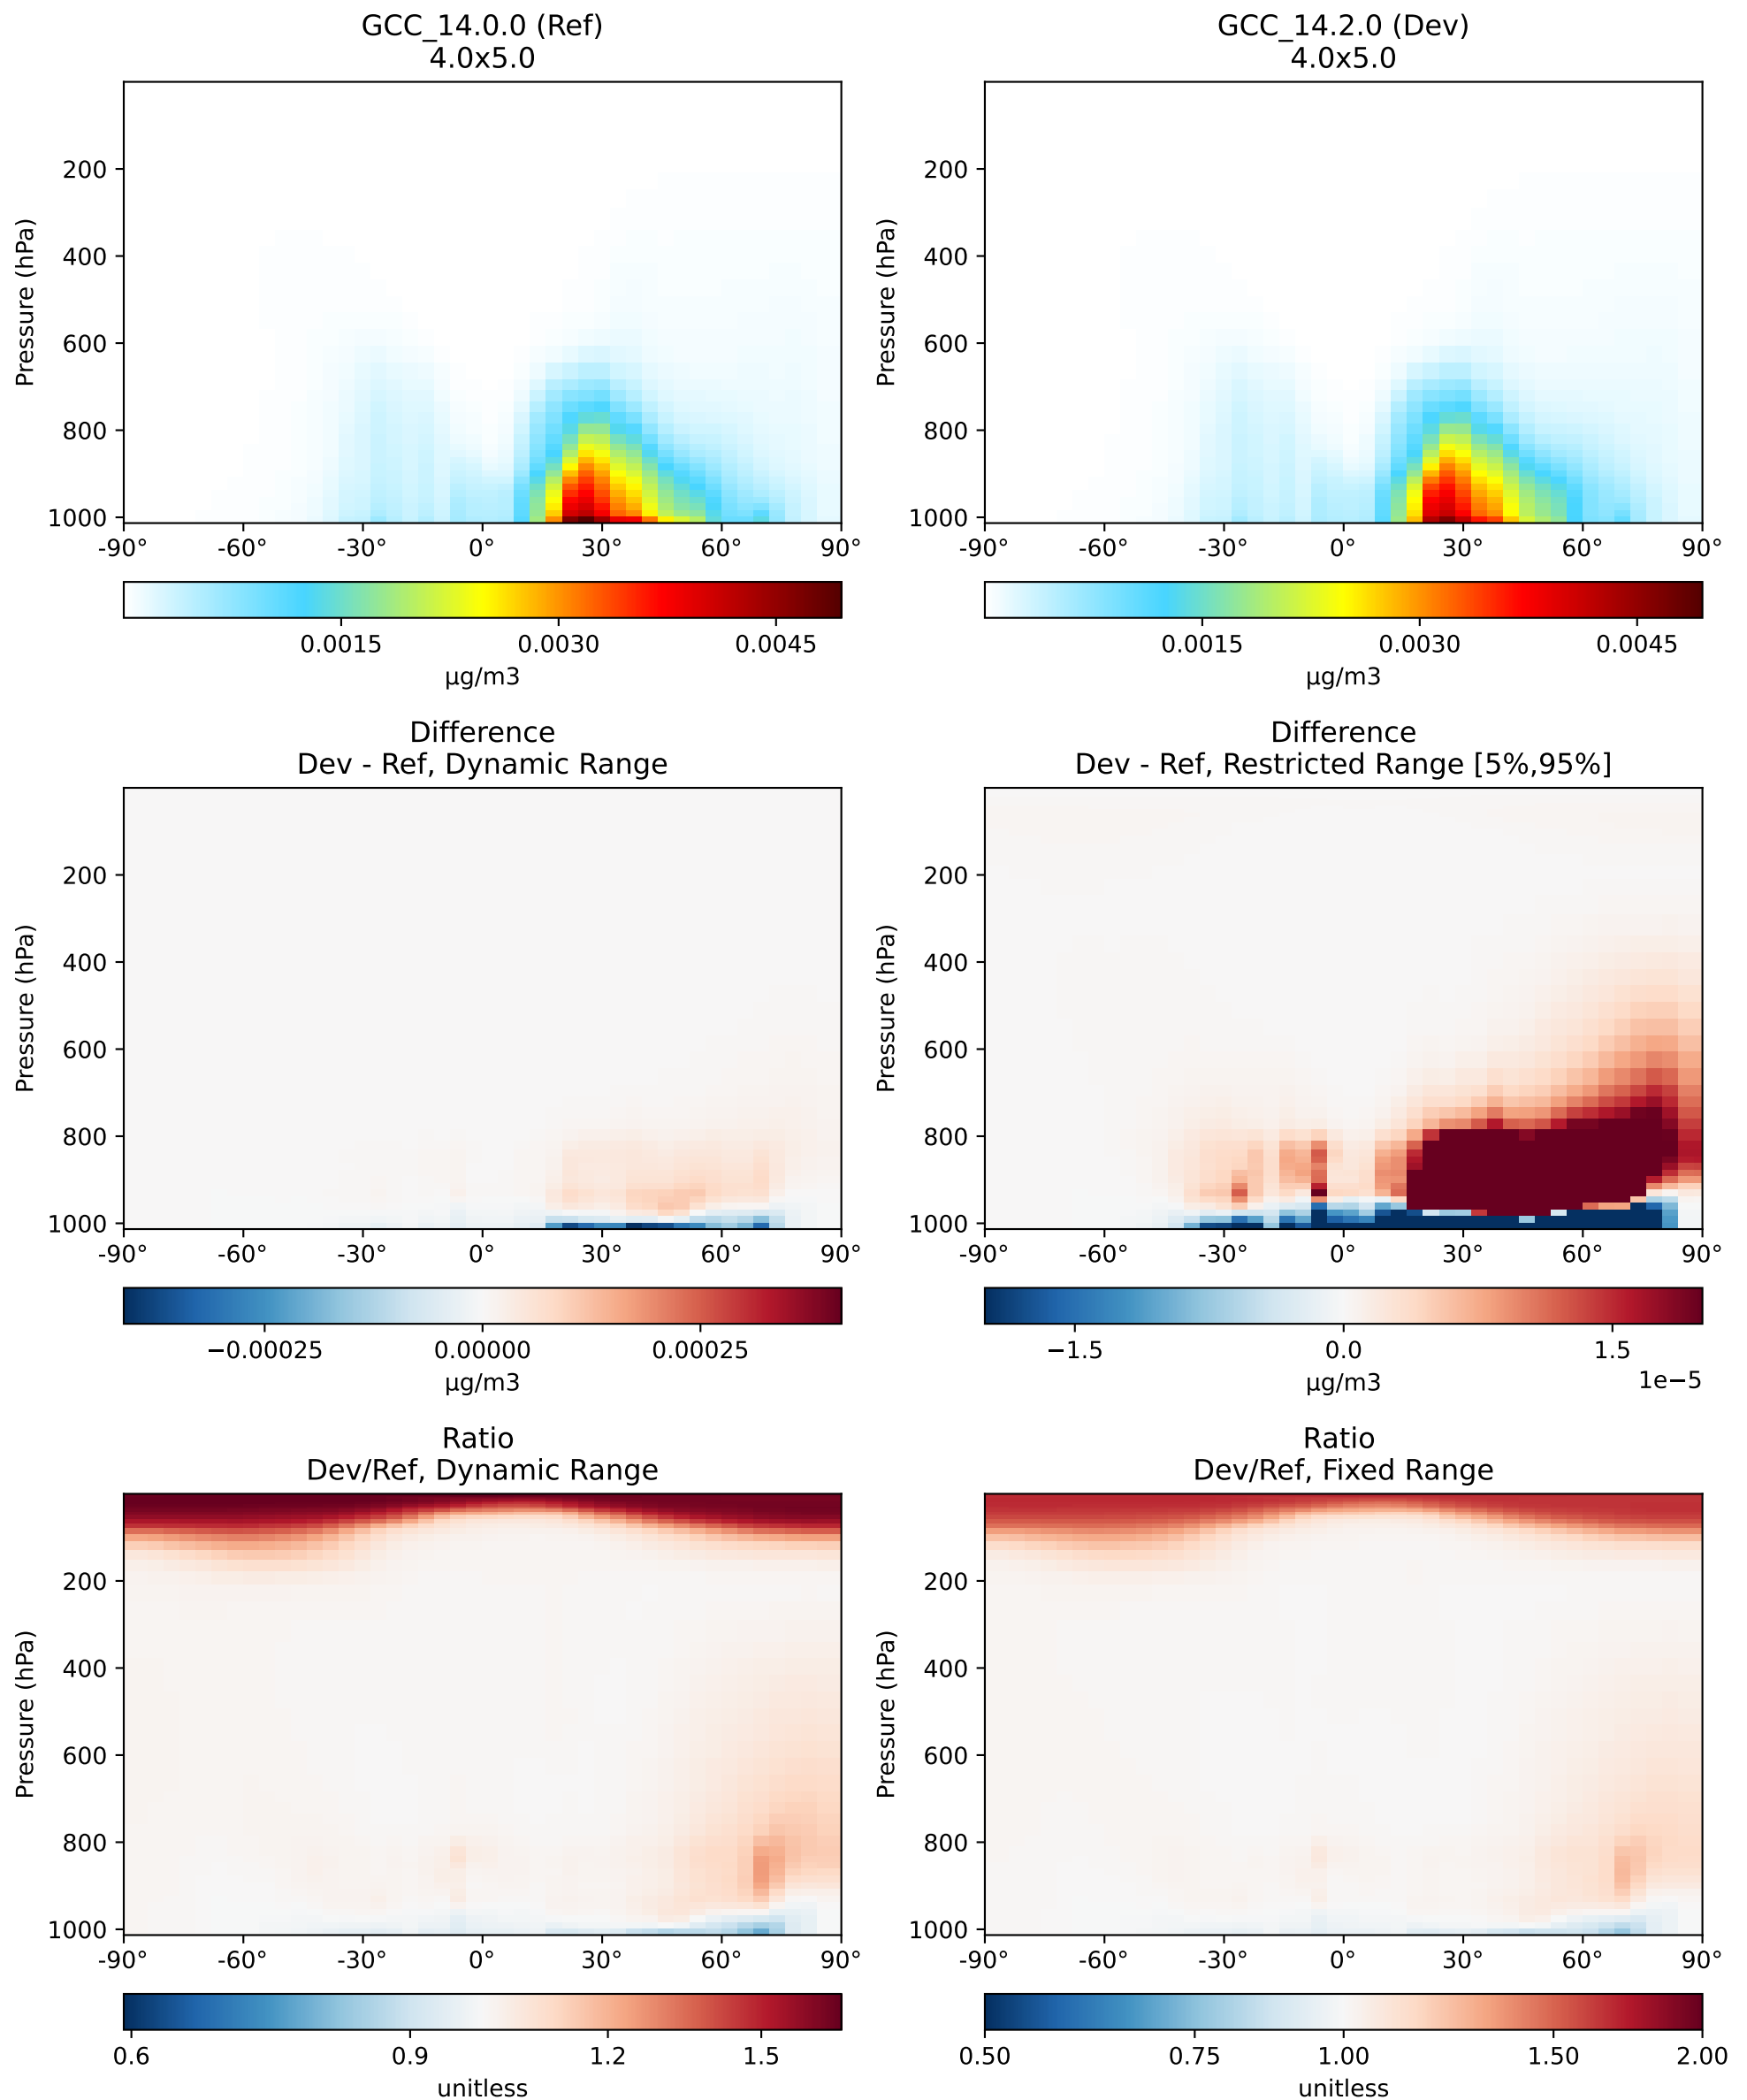 GCC_14.0.0 (Ref)
4.0x5.0
Pressure (hPa)
200
400
600
800
1000
-90° -60° -30° 0° 30° 60° 90°
0.0015 0.0030 0.0045
μg/m3
GCC_14.2.0 (Dev)
4.0x5.0
Pressure (hPa)
200
400
600
800
1000
-90° -60° -30° 0° 30° 60° 90°
0.0015 0.0030 0.0045
μg/m3
Difference
Dev - Ref, Dynamic Range
Pressure (hPa)
200
400
600
800
1000
-90° -60° -30° 0° 30° 60° 90°
−0.00025 0.00000 0.00025
μg/m3
Difference
Dev - Ref, Restricted Range [5%,95%]
Pressure (hPa)
200
400
600
800
1000
-90° -60° -30° 0° 30° 60° 90°
−1.5 0.0 1.5
1e−5
μg/m3
Ratio
Dev/Ref, Dynamic Range
Pressure (hPa)
200
400
600
800
1000
-90° -60° -30° 0° 30° 60° 90°
0.6 0.9 1.2 1.5
unitless
Ratio
Dev/Ref, Fixed Range
Pressure (hPa)
200
400
600
800
1000
-90° -60° -30° 0° 30° 60° 90°
0.50 0.75 1.00 1.50 2.00
unitless